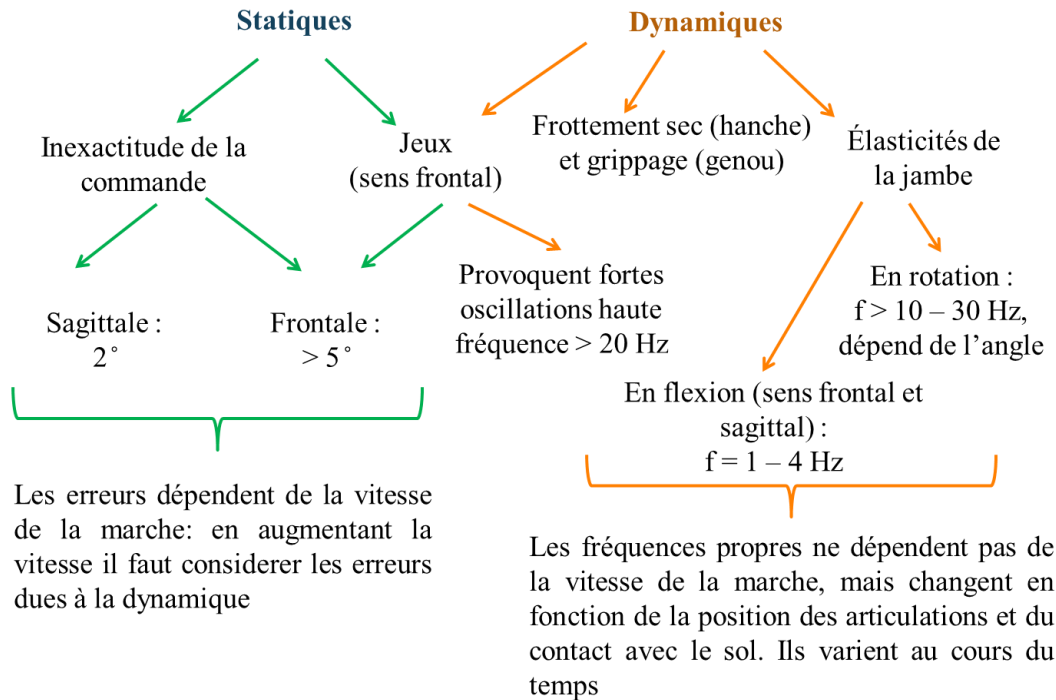 Statiques
Dynamiques
Inexactitude de la
commande
Jeux
(sens frontal)
Frottement sec (hanche)
et grippage (genou)
Élasticités de
la jambe
Sagittale :
2°
Frontale :
> 5°
Provoquent fortes
oscillations haute
fréquence > 20 Hz
En rotation :
f > 10 – 30 Hz,
dépend de l’angle
En flexion (sens frontal et
sagittal) :
f = 1 – 4 Hz
Les erreurs dépendent de la vitesse
de la marche: en augmentant la
vitesse il faut considerer les erreurs
dues à la dynamique
Les fréquences propres ne dépendent pas de
la vitesse de la marche, mais changent en
fonction de la position des articulations et du
contact avec le sol. Ils varient au cours du
temps